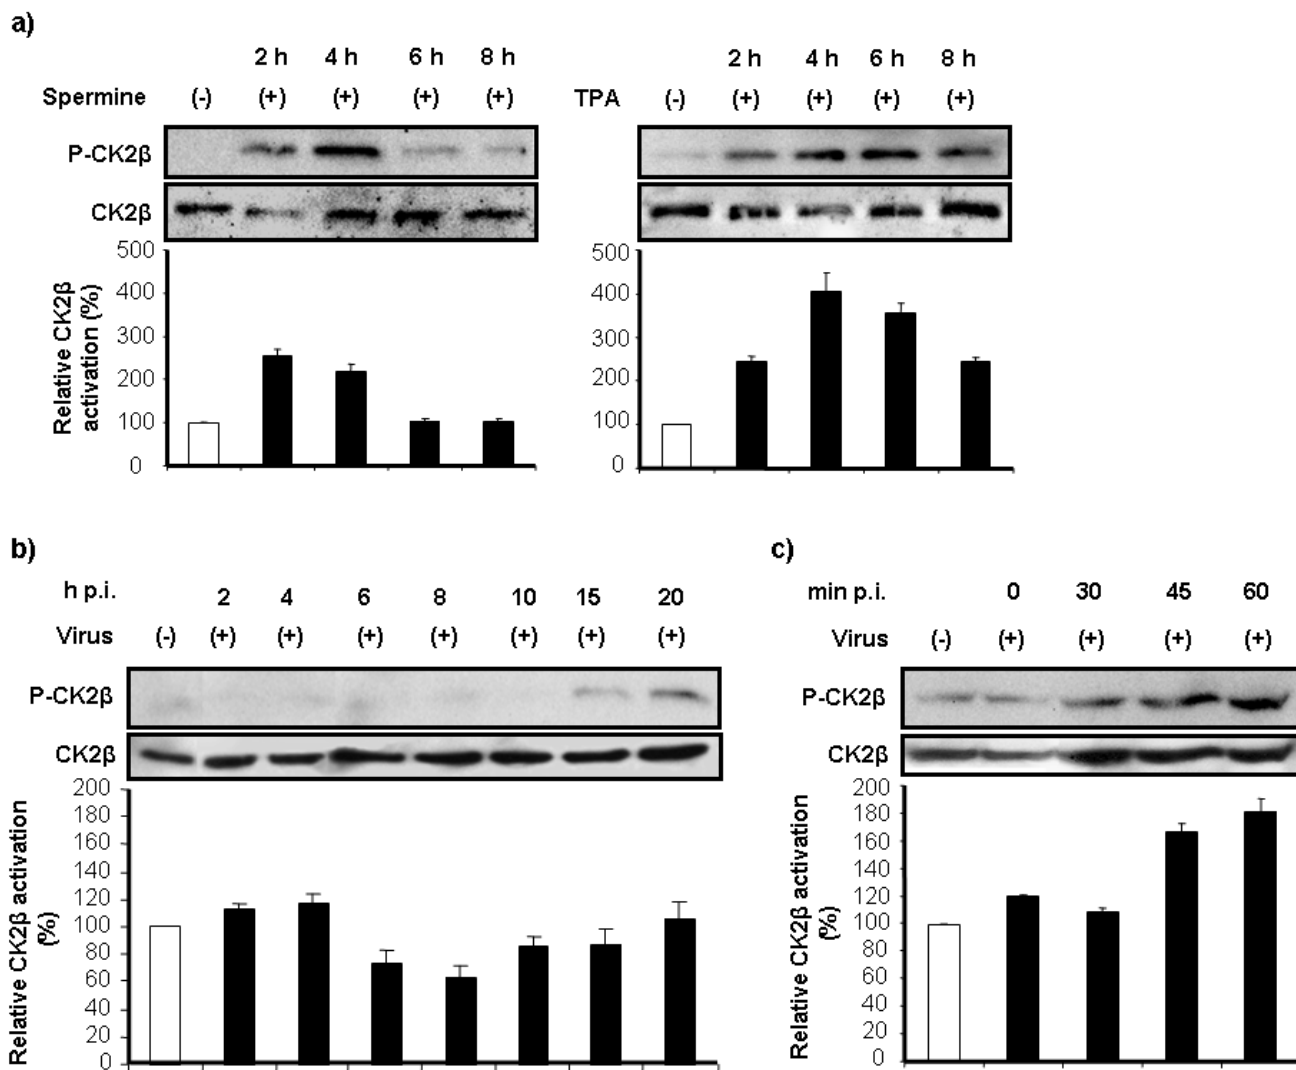 a)
2 h 4 h 6 h 8 h
Spermine (-) (+) (+) (+) (+)
P-CK2β
CK2β
Relative CK2β
activation (%)
500
400
300
200
100
0
2 h 4 h 6 h 8 h
TPA (-) (+) (+) (+) (+)
500
400
300
200
100
0
b)
h p.i. 2 4 6 8 10 15 20
Virus (-) (+) (+) (+) (+) (+) (+) (+)
P-CK2β
CK2β
Relative CK2β activation
(%)
200
180
160
140
120
100
80
60
40
20
0
c)
min p.i. 0 30 45 60
Virus (-) (+) (+) (+) (+)
P-CK2β
CK2β
Relative CK2β activation
(%)
200
180
160
140
120
100
80
60
40
20
0